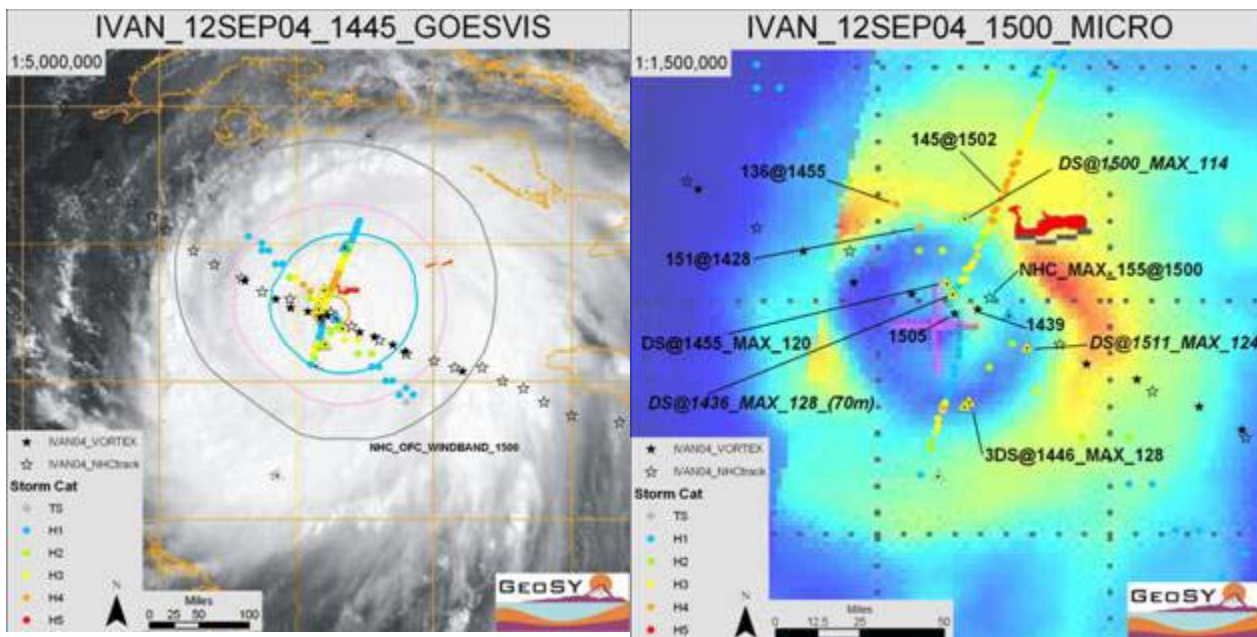 IVAN_12SEP04_1445_GOESVIS
1:5,000,000
NHC_OFC_WINDBAND_1500
IVAN04_VORTEX
IVAN04_NHCtrack
Storm Cat
TS
H1
H2
H3
H4
H5
N
Miles
0 25 50 100
GEOSY
IVAN_12SEP04_1500_MICRO
1:1,500,000
145@1502
DS@1500_MAX_114
136@1455
151@1428
NHC_MAX_155@1500
1505
1439
DS@1455_MAX_120
DS@1511_MAX_124
DS@1436_MAX_128_(70m)
3DS@1446_MAX_128
IVAN04_VORTEX
IVAN04_NHCtrack
Storm Cat
TS
H1
H2
H3
H4
H5
N
Miles
0 12.5 25 50
GEOSY